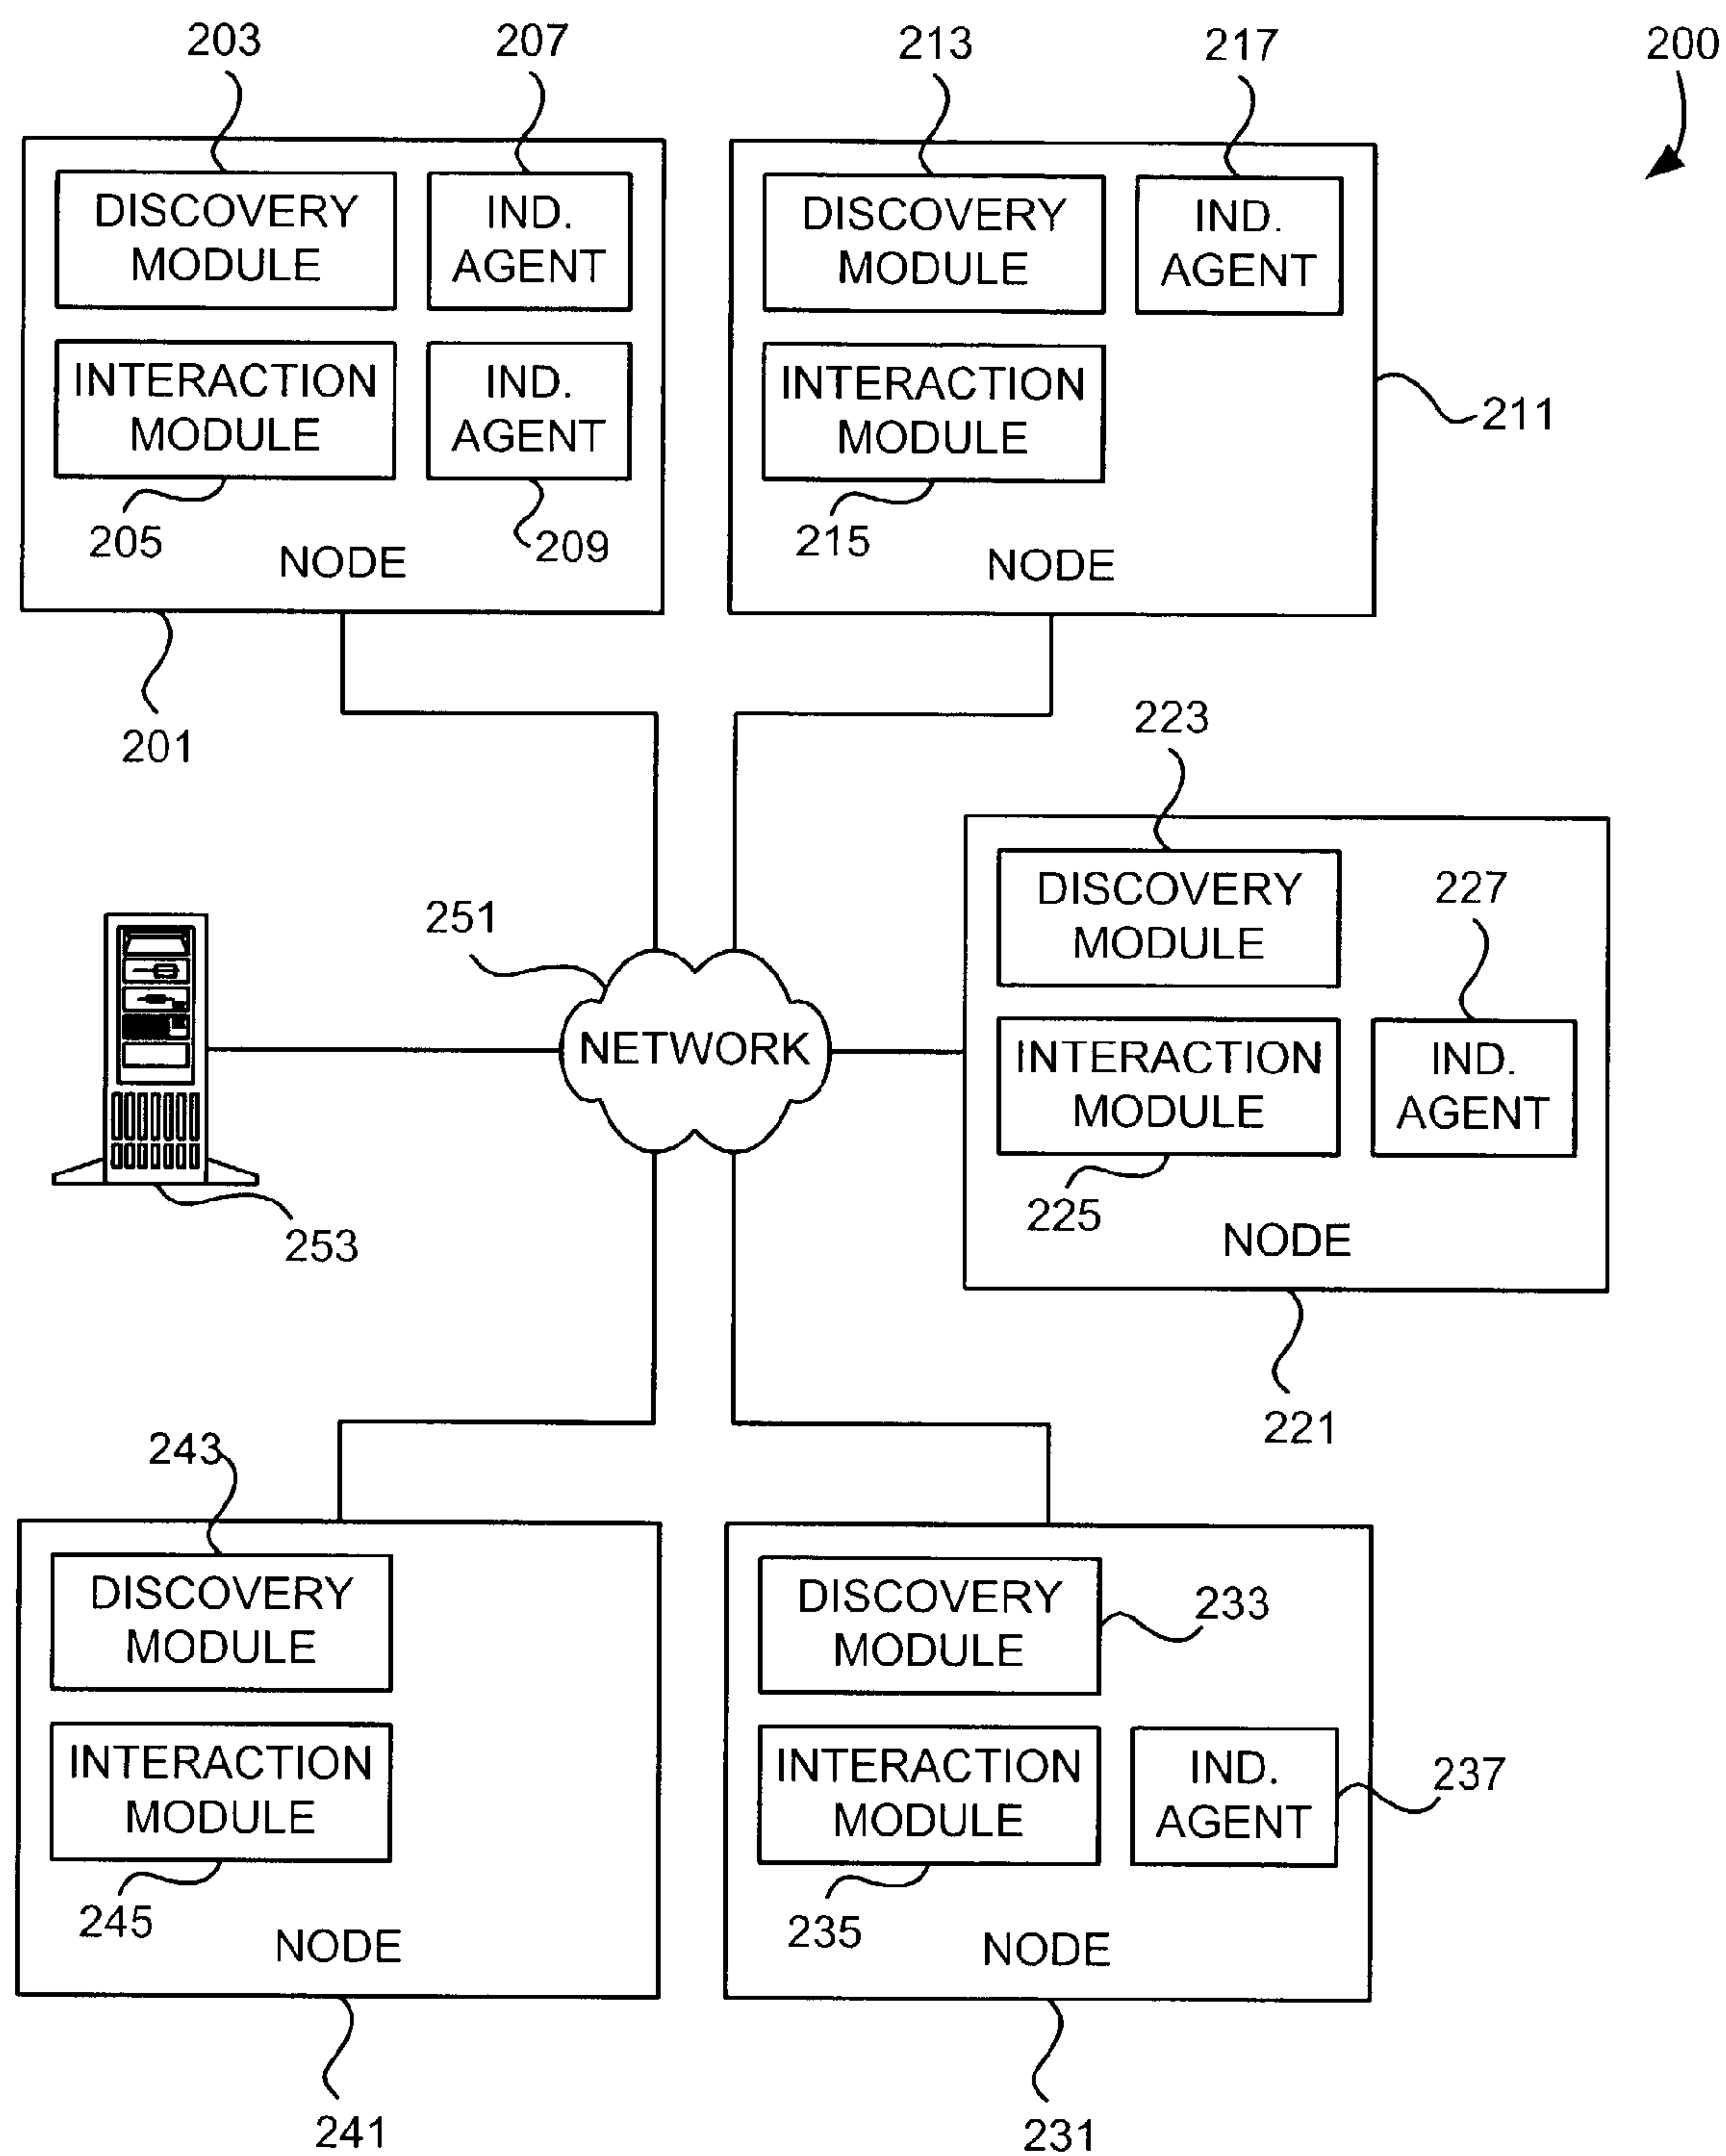 203
207
213
217
200
DISCOVERY
MODULE
IND.
AGENT
DISCOVERY
MODULE
IND.
AGENT
INTERACTION
MODULE
IND.
AGENT
INTERACTION
MODULE
211
205
209
NODE
215
NODE
201
223
DISCOVERY
MODULE
227
251
NETWORK
INTERACTION
MODULE
IND.
AGENT
225
NODE
253
221
243
DISCOVERY
MODULE
DISCOVERY
MODULE
233
INTERACTION
MODULE
INTERACTION
MODULE
IND.
AGENT
237
245
NODE
235
NODE
241
231